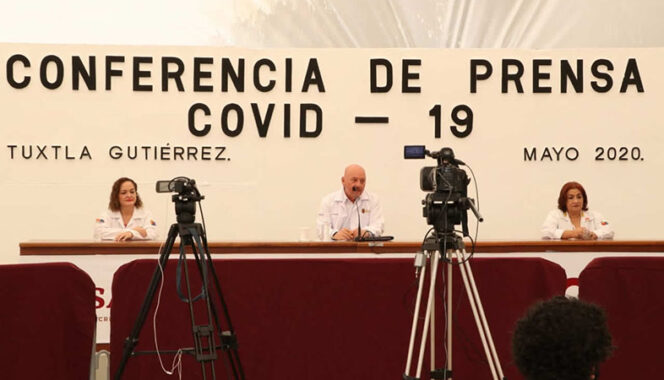 CONFERENCIA DE PRENSA
COVID — 19
TUXTLA GUTIÉRREZ.
MAYO 2020.